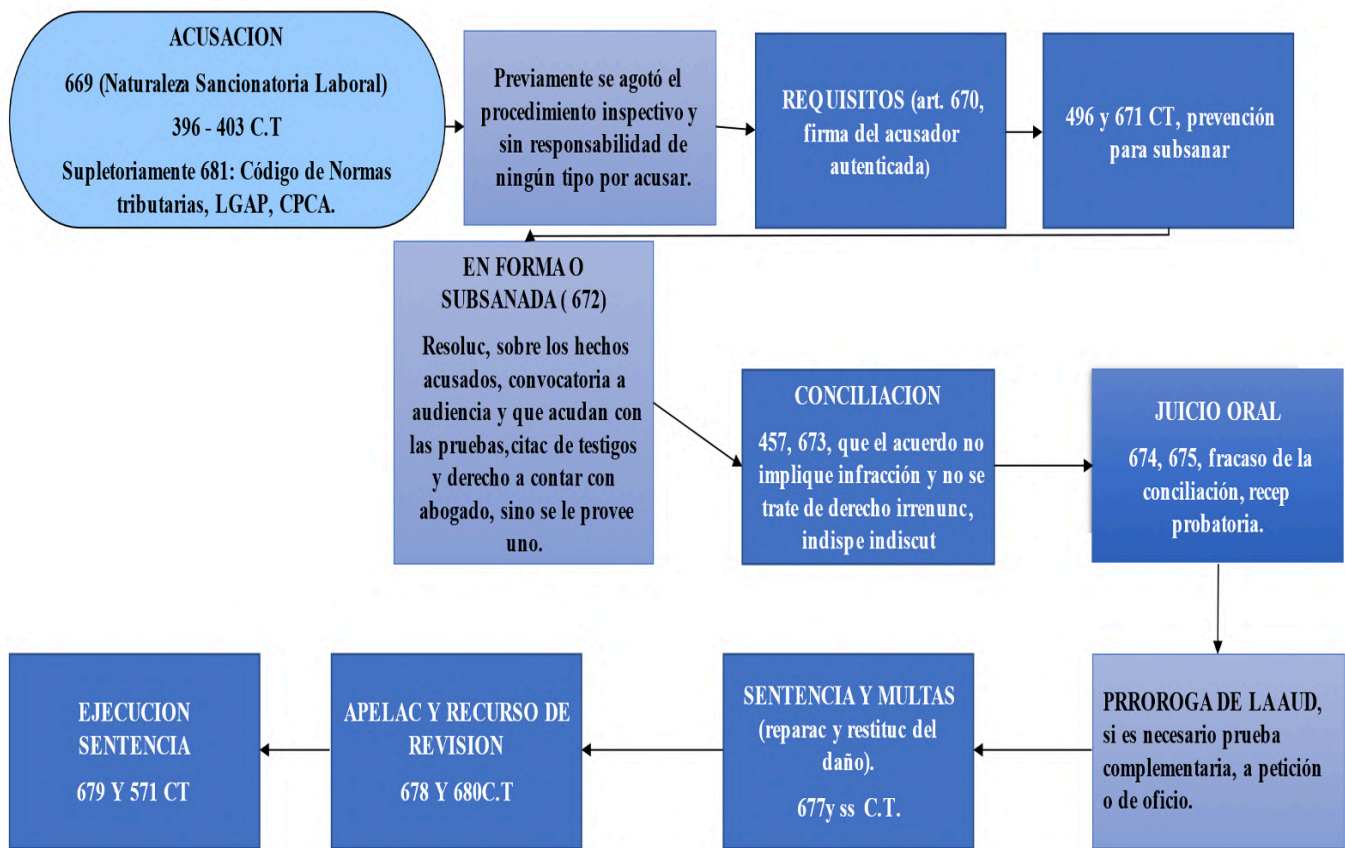 ACUSACION
669 (Naturaleza Sancionatoria Laboral)
396 - 403 C.T
Supletoriamente 681: Código de Normas
tributarias, LGAP, CPCA.
Previamente se agotó el
procedimiento inspectivo y
sin responsabilidad de
ningún tipo por acusar.
REQUISITOS (art. 670,
firma del acusador
autenticada)
496 y 671 CT, prevención
para subsanar
EN FORMA O
SUBSANADA ( 672)
Resoluc, sobre los hechos
acusados, convocatoria a
audiencia y que acudan con
las pruebas,citac de testigos
y derecho a contar con
abogado, sino se le provee
uno.
CONCILIACION
457, 673, que el acuerdo no
implique infracción y no se
trate de derecho irrenunc,
indispe indiscut
JUICIO ORAL
674, 675, fracaso de la
conciliación, recep
probatoria.
PRROROGA DE LA AUD,
si es necesario prueba
complementaria, a petición
o de oficio.
SENTENCIA Y MULTAS
(reparac y restituc del
daño).
677y ss C.T.
APELAC Y RECURSO DE
REVISION
678 Y 680C.T
EJECUCION
SENTENCIA
679 Y 571 CT